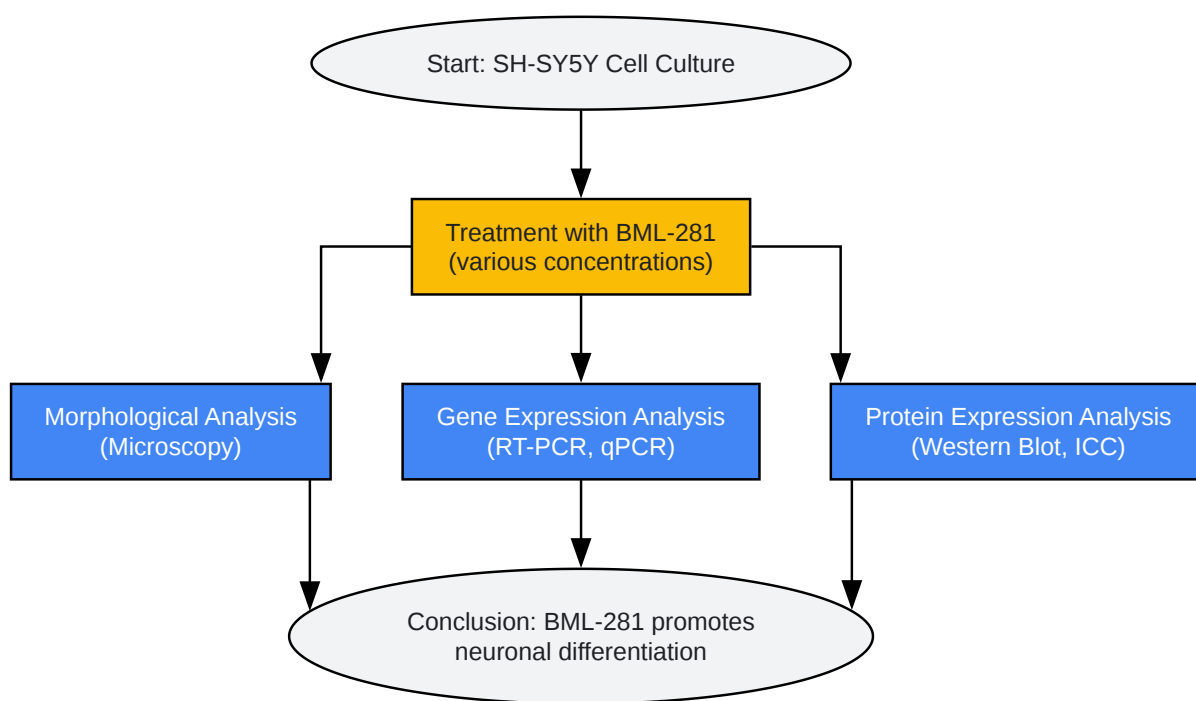 Start: SH-SY5Y Cell Culture
Treatment with BML-281
(various concentrations)
Morphological Analysis
(Microscopy)
Gene Expression Analysis
(RT-PCR, qPCR)
Protein Expression Analysis
(Western Blot, ICC)
Conclusion: BML-281 promotes
neuronal differentiation